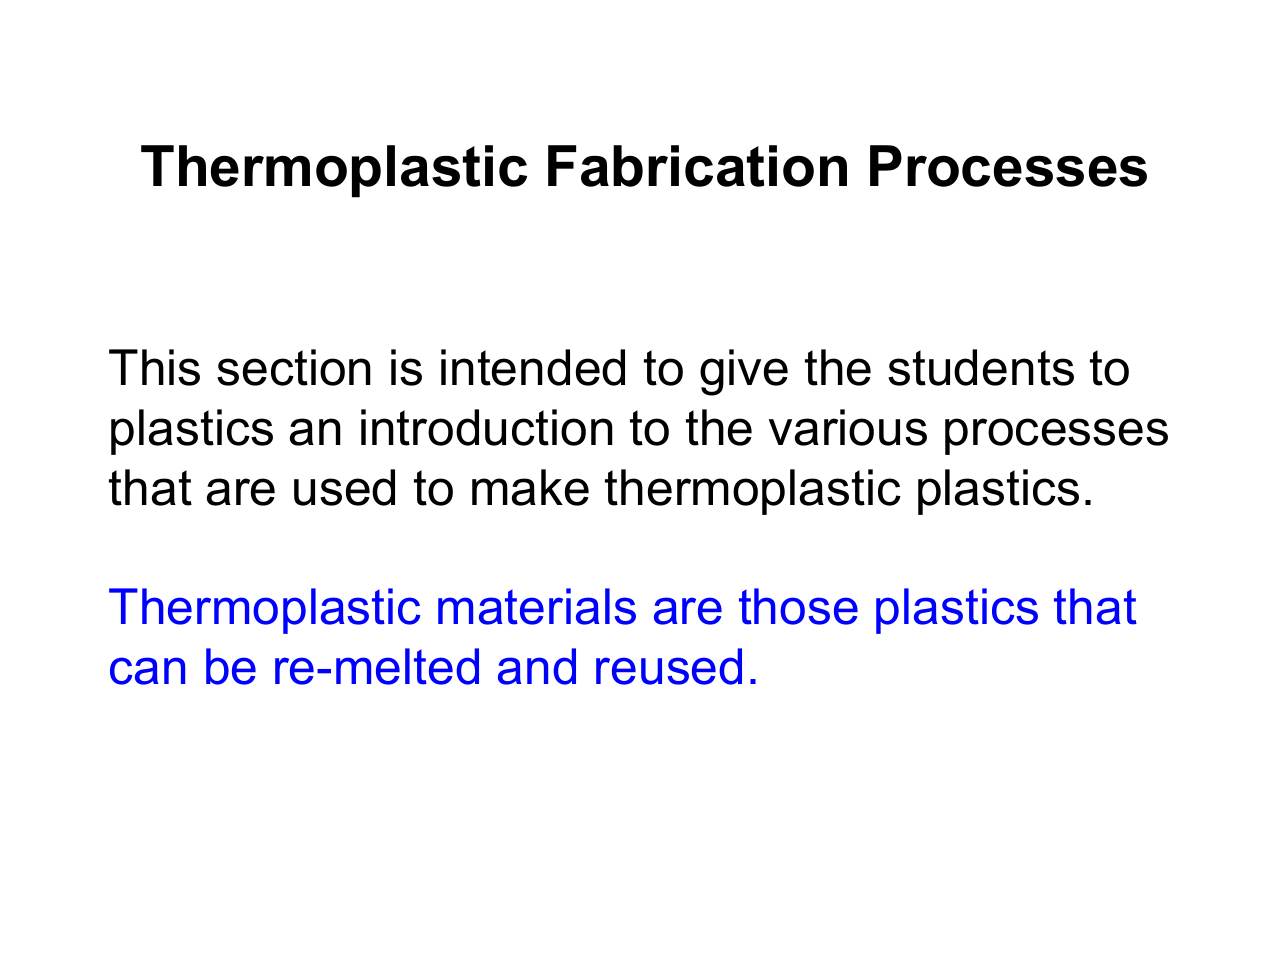 Thermoplastic Fabrication Processes
This section is intended to give the students to
plastics an introduction to the various processes
that are used to make thermoplastic plastics.
Thermoplastic materials are those plastics that
can be re-melted and reused.